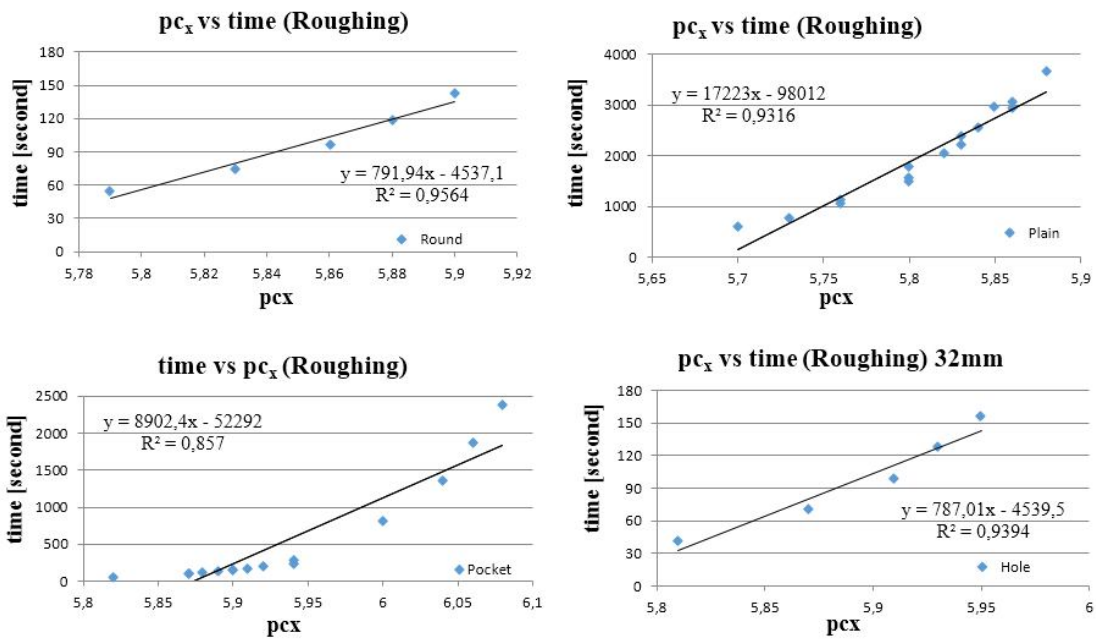 pcx vs time (Roughing)
time [second]
180
150
120
90
60
30
0
y = 791,94x - 4537,1
R² = 0,9564
Round
5,78 5,8 5,82 5,84 5,86 5,88 5,9 5,92
pcx
pcx vs time (Roughing)
time [second]
4000
3000
2000
1000
0
y = 17223x - 98012
R² = 0,9316
Plain
5,65 5,7 5,75 5,8 5,85 5,9
pcx
time vs pcx (Roughing)
time [second]
2500
2000
1500
1000
500
0
y = 8902,4x - 52292
R² = 0,857
Pocket
5,8 5,85 5,9 5,95 6 6,05 6,1
pcx
pcx vs time (Roughing) 32mm
time [second]
180
150
120
90
60
30
0
y = 787,01x - 4539,5
R² = 0,9394
Hole
5,8 5,85 5,9 5,95 6
pcx